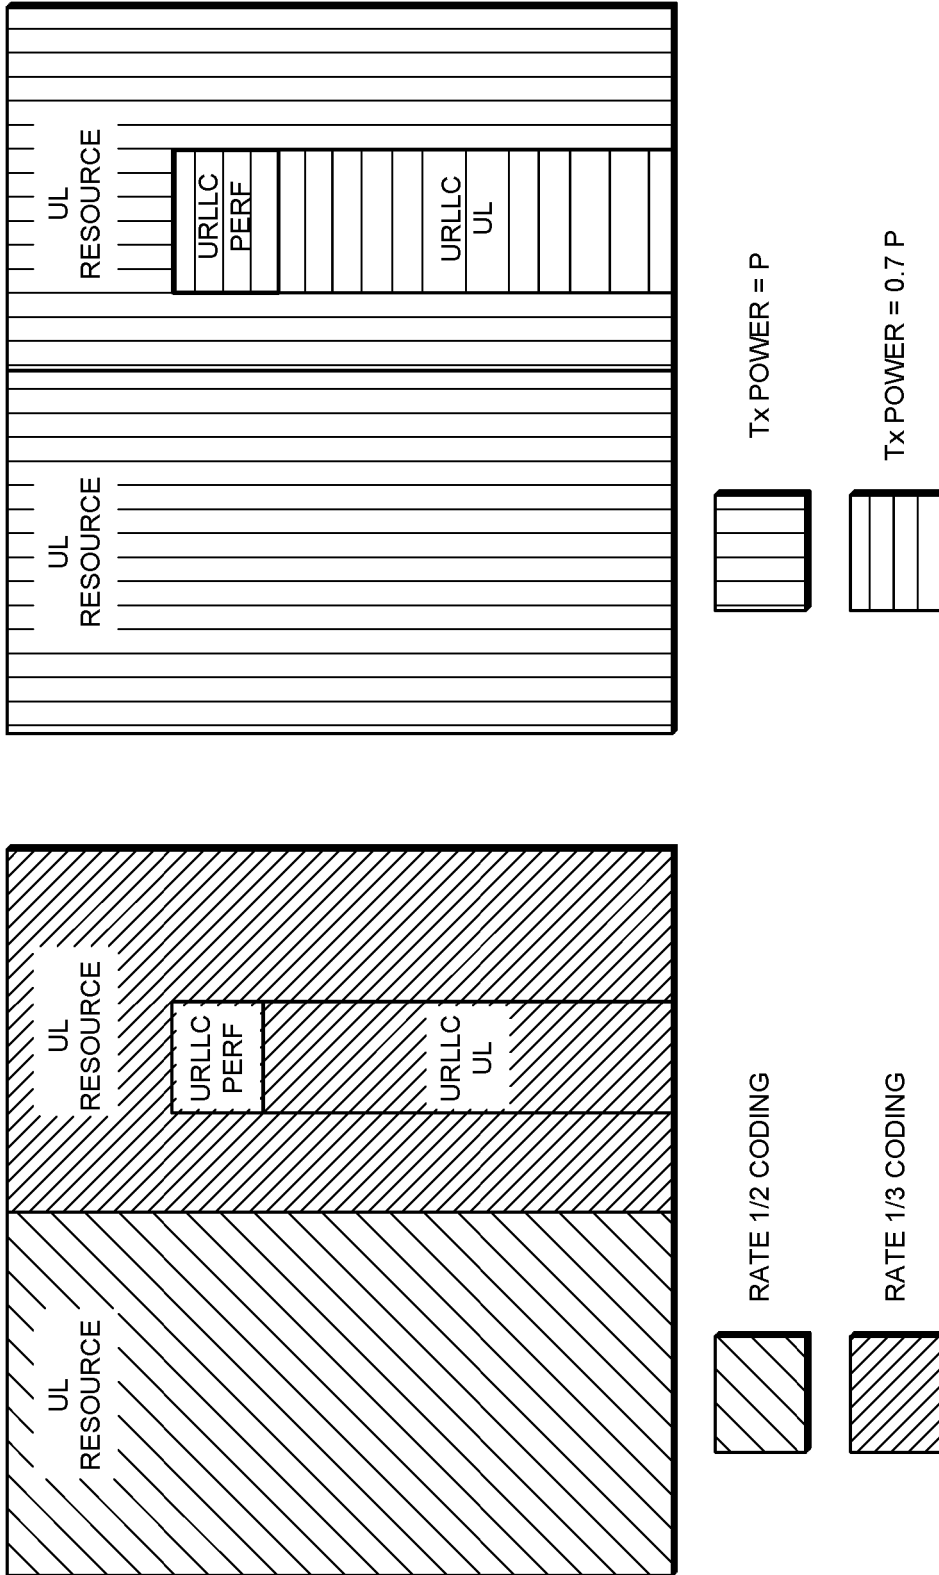 UL
RESOURCE
UL
RESOURCE
URLLC
PERF
URLLC
UL
RATE 1/2 CODING
RATE 1/3 CODING
UL
RESOURCE
UL
RESOURCE
URLLC
PERF
URLLC
UL
Tx POWER = P
Tx POWER = 0.7 P